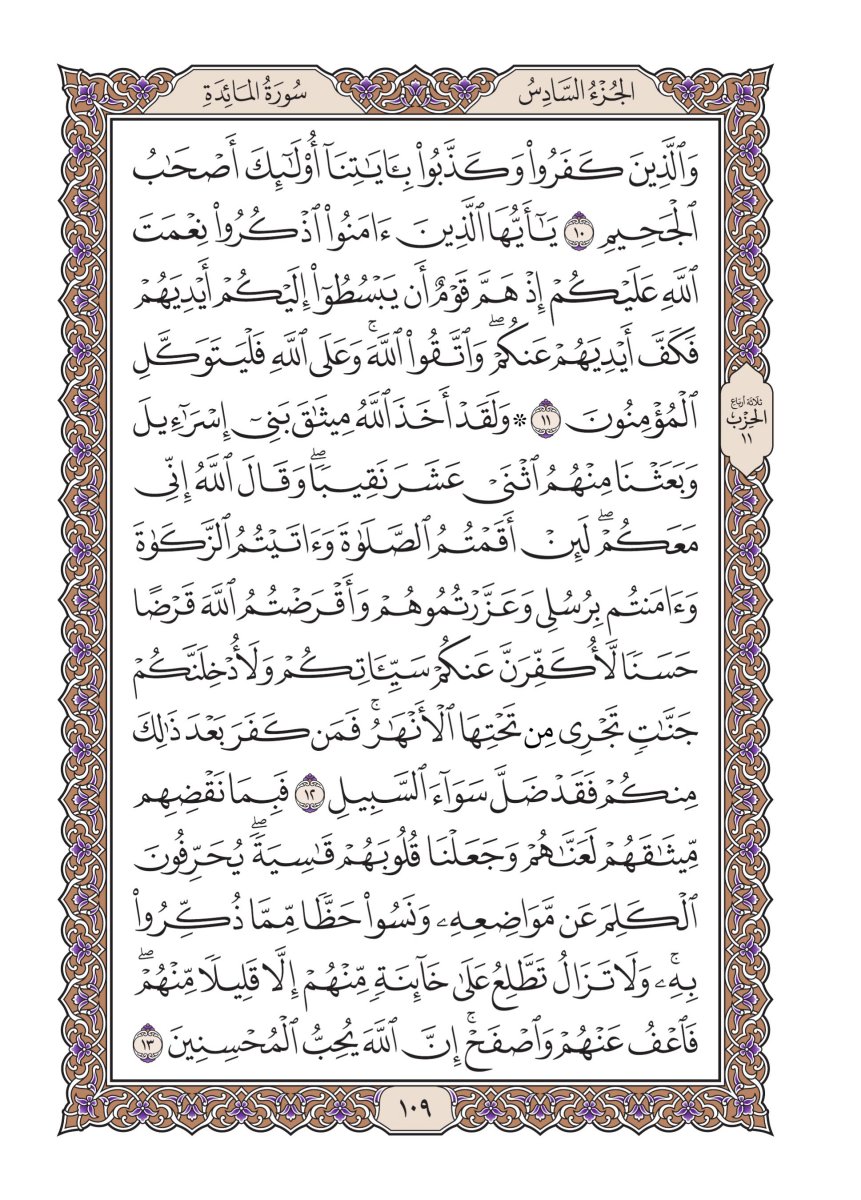 الجُزْءُ السَّادِسُ
سُورَةُ المَائِدَةِ
وَٱلَّذِينَ كَفَرُواْ وَكَذَّبُواْ بِـَٔايَٰتِنَآ أُوْلَٰٓئِكَ أَصۡحَٰبُ
ٱلۡجَحِيمِ ١٠ يَٰٓأَيُّهَا ٱلَّذِينَ ءَامَنُواْ ٱذۡكُرُواْ نِعۡمَتَ
ٱللَّهِ عَلَيۡكُمۡ إِذۡ هَمَّ قَوۡمٌ أَن يَبۡسُطُوٓاْ إِلَيۡكُمۡ أَيۡدِيَهُمۡ
فَكَفَّ أَيۡدِيَهُمۡ عَنكُمۡۖ وَٱتَّقُواْ ٱللَّهَۚ وَعَلَى ٱللَّهِ فَلۡيَتَوَكَّلِ
ٱلۡمُؤۡمِنُونَ ١١ ۞ وَلَقَدۡ أَخَذَ ٱللَّهُ مِيثَٰقَ بَنِيٓ إِسۡرَٰٓءِيلَ
وَبَعَثۡنَا مِنۡهُمُ ٱثۡنَيۡ عَشَرَ نَقِيبٗاۖ وَقَالَ ٱللَّهُ إِنِّي
مَعَكُمۡۖ لَئِنۡ أَقَمۡتُمُ ٱلصَّلَوٰةَ وَءَاتَيۡتُمُ ٱلزَّكَوٰةَ
وَءَامَنتُم بِرُسُلِي وَعَزَّرۡتُمُوهُمۡ وَأَقۡرَضۡتُمُ ٱللَّهَ قَرۡضًا
حَسَنٗا لَّأُكَفِّرَنَّ عَنكُمۡ سَيِّـَٔاتِكُمۡ وَلَأُدۡخِلَنَّكُمۡ
جَنَّٰتٖ تَجۡرِي مِن تَحۡتِهَا ٱلۡأَنۡهَٰرُۚ فَمَن كَفَرَ بَعۡدَ ذَٰلِكَ
مِنكُمۡ فَقَدۡ ضَلَّ سَوَآءَ ٱلسَّبِيلِ ١٢ فَبِمَا نَقۡضِهِم
مِّيثَٰقَهُمۡ لَعَنَّٰهُمۡ وَجَعَلۡنَا قُلُوبَهُمۡ قَٰسِيَةٗۖ يُحَرِّفُونَ
ٱلۡكَلِمَ عَن مَّوَاضِعِهِۦ وَنَسُواْ حَظّٗا مِّمَّا ذُكِّرُواْ
بِهِۦۚ وَلَا تَزَالُ تَطَّلِعُ عَلَىٰ خَآئِنَةٖ مِّنۡهُمۡ إِلَّا قَلِيلٗا مِّنۡهُمۡۖ
فَٱعۡفُ عَنۡهُمۡ وَٱصۡفَحۡۚ إِنَّ ٱللَّهَ يُحِبُّ ٱلۡمُحۡسِنِينَ ١٣
ثلاثة أرباع
الحِزْب
١١
١٠٩